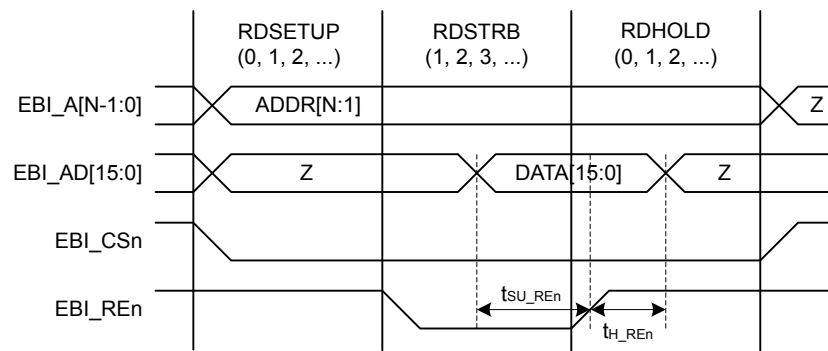 RDSETUP RDSTRB RDHOLD
(0, 1, 2, ...) (1, 2, 3, ...) (0, 1, 2, ...)
EBI_A[N-1:0] ADDR[N:1] Z
EBI_AD[15:0] Z DATA[15:0] Z
EBI_CSn
EBI_REn tSU_REn
tH_REn